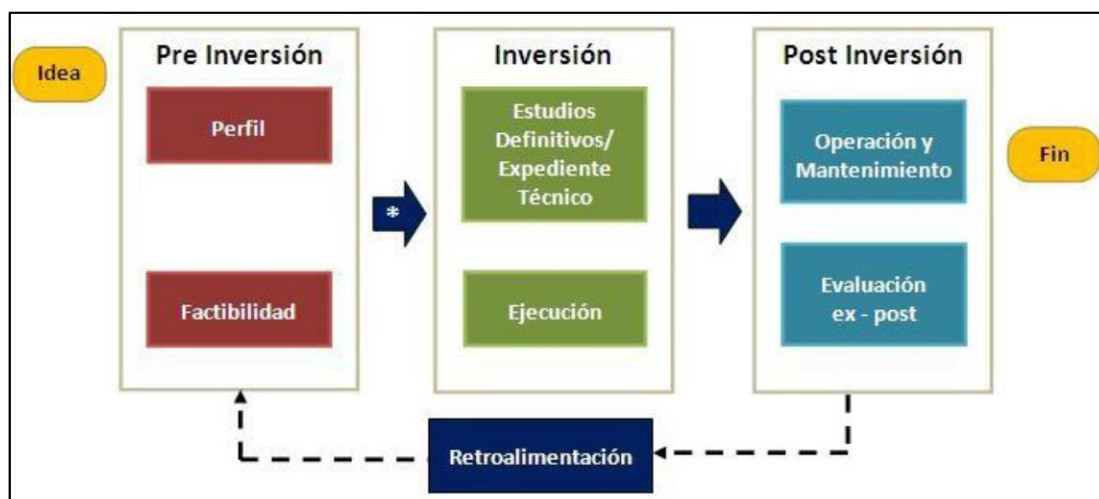 Idea
Pre Inversión
Perfil
Factibilidad
*
Inversión
Estudios
Definitivos/
Expediente
Técnico
Ejecución
Post Inversión
Operación y
Mantenimiento
Evaluación
ex - post
Fin
Retroalimentación